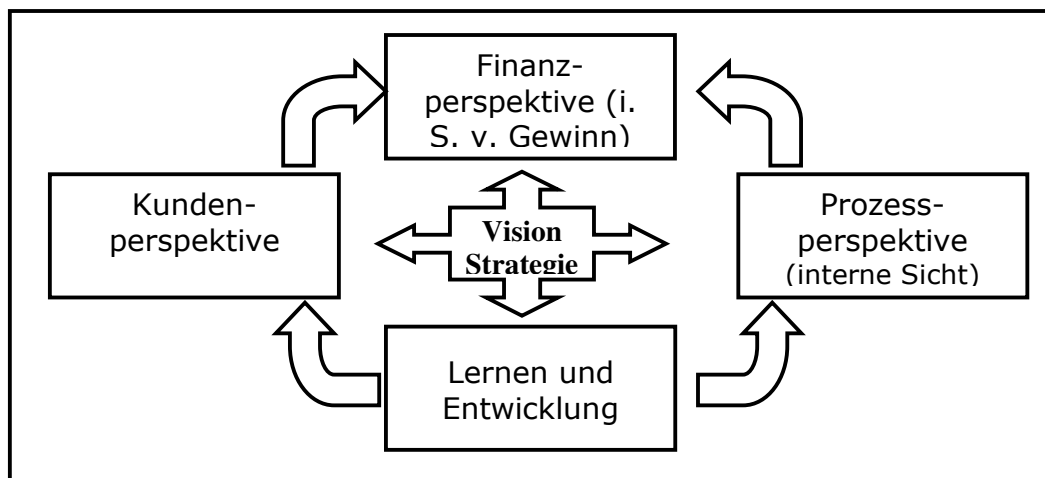 Finanz-
perspektive (i.
S. v. Gewinn)
Kunden-
perspektive
Vision
Strategie
Prozess-
perspektive
(interne Sicht)
Lernen und
Entwicklung